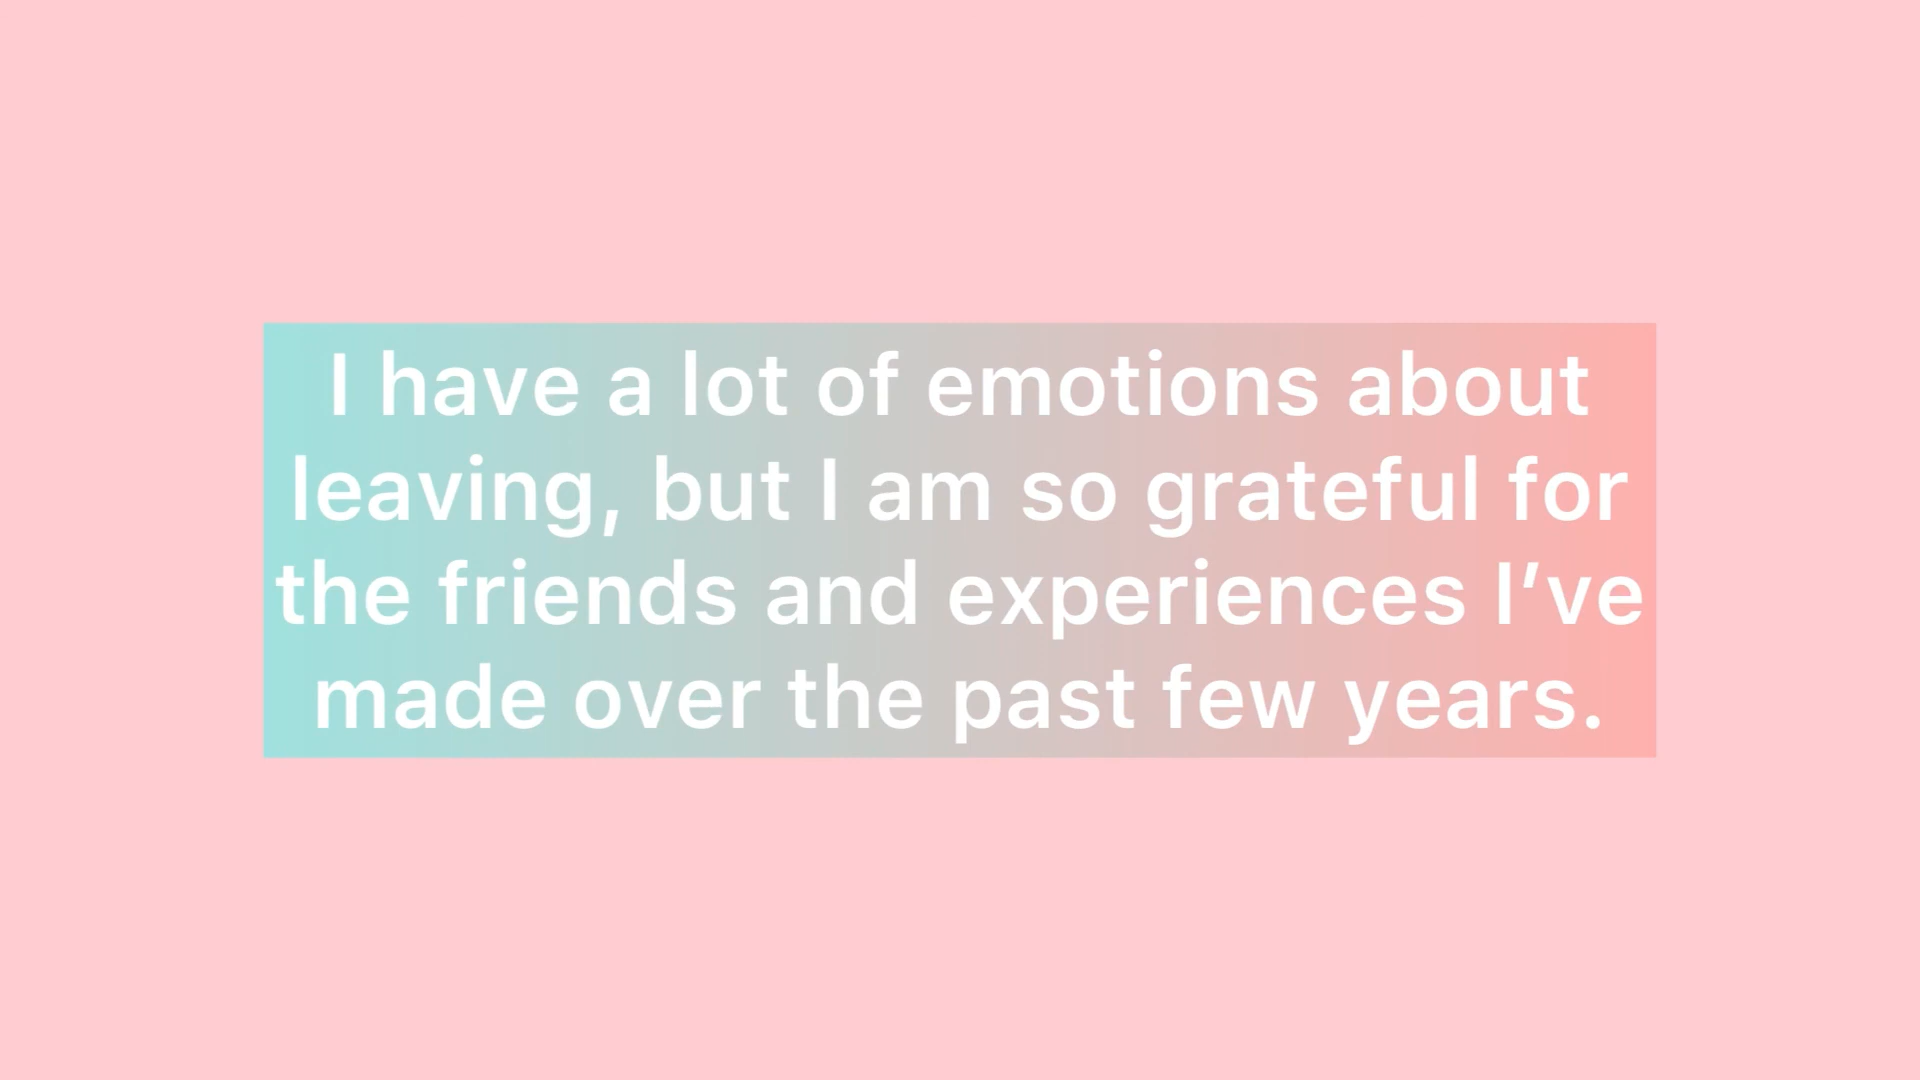 I have a lot of emotions about
leaving, but I am so grateful for
the friends and experiences I’ve
made over the past few years.